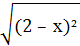 √(2 – x)²